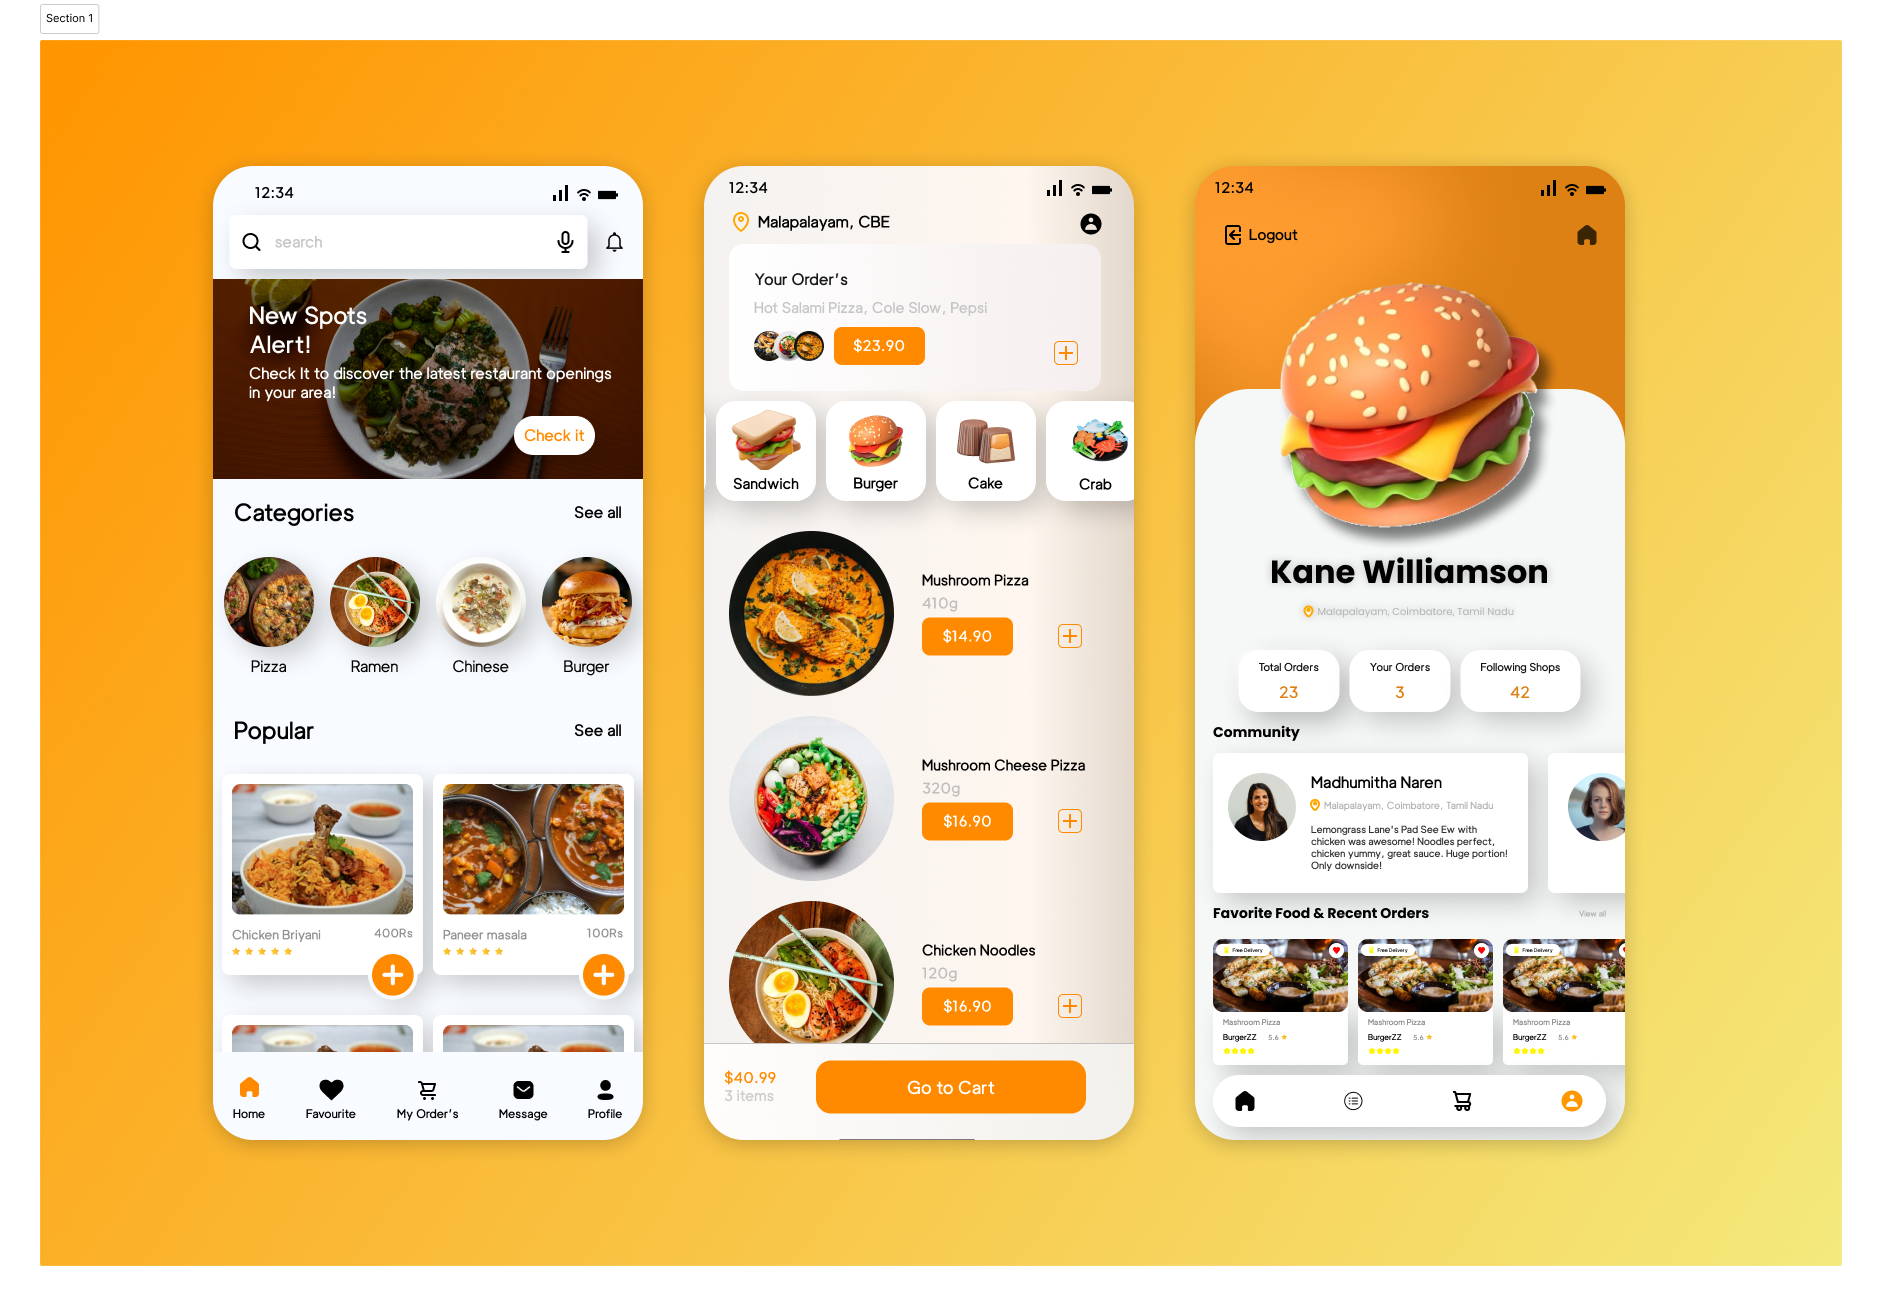 Section 1
12:34
search
New Spots
Alert!
Check It to discover the latest restaurant openings
in your area!
Check it
Categories
See all
Pizza
Ramen
Chinese
Burger
Popular
See all
Chicken Briyani
400Rs
Paneer masala
100Rs
Home
Favourite
My Order's
Message
Profile
12:34
Malapalayam, CBE
Your Order's
Hot Salami Pizza, Cole Slow, Pepsi
$23.90
Sandwich
Burger
Cake
Crab
Mushroom Pizza
410g
$14.90
Mushroom Cheese Pizza
320g
$16.90
Chicken Noodles
120g
$16.90
$40.99
3 items
Go to Cart
12:34
Logout
Kane Williamson
Malapalayam, Coimbatore, Tamil Nadu
Total Orders
23
Your Orders
3
Following Shops
42
Community
Madhumitha Naren
Malapalayam, Coimbatore, Tamil Nadu
Lemongrass Lane's Pad See Ew with
chicken was awesome! Noodles perfect,
chicken yummy, great sauce. Huge portion!
Only downside!
Favorite Food & Recent Orders
View all
Free Delivery
Mashroom Pizza
BurgerZZ 5.6
Free Delivery
Mashroom Pizza
BurgerZZ 5.6
Free Delivery
Mashroom Pizza
BurgerZZ 5.6